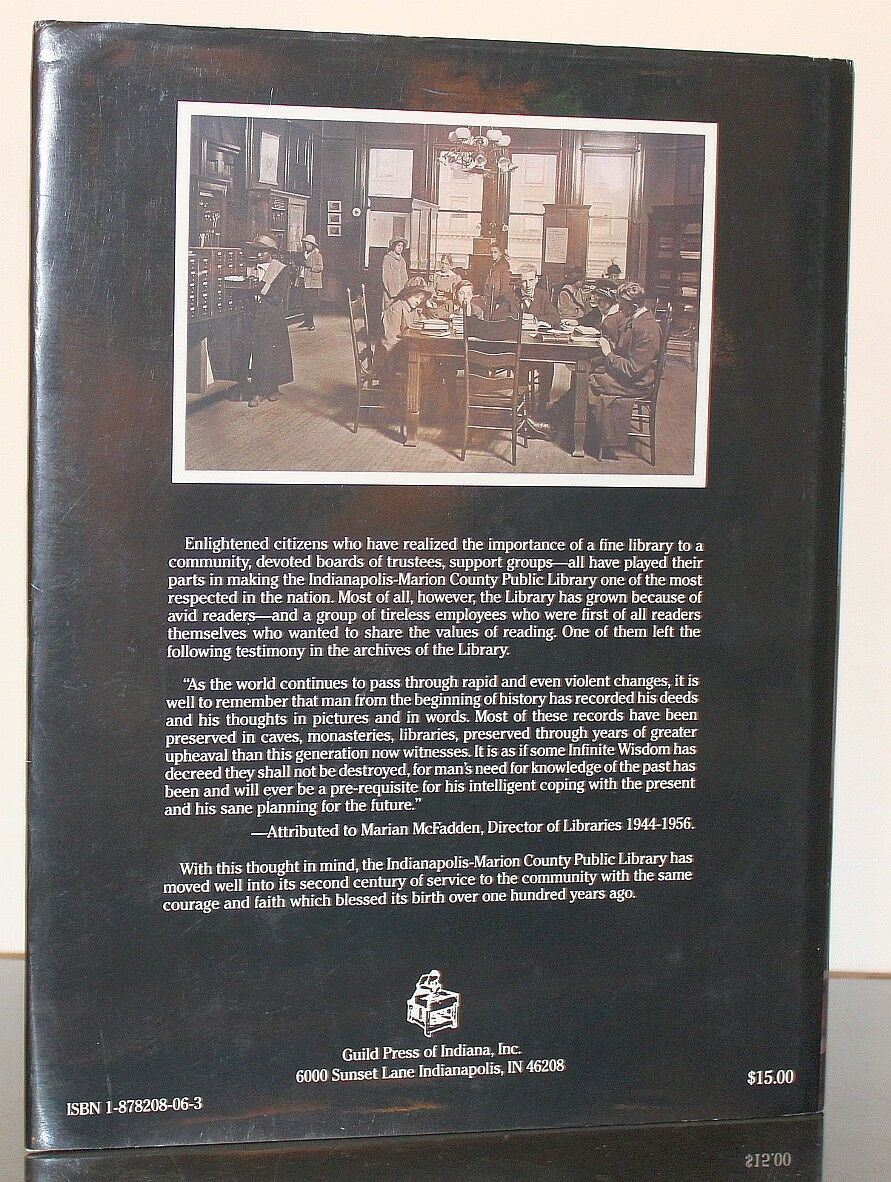 Enlightened citizens who have realized the importance of a fine library to a
community, devoted boards of trustees, support groups—all have played their
parts in making the Indianapolis-Marion County Public Library one of the most
respected in the nation. Most of all, however, the Library has grown because of
avid readers—and a group of tireless employees who were first of all readers
themselves who wanted to share the values of reading. One of them left the
following testimony in the archives of the Library.
“As the world continues to pass through rapid and even violent changes, it is
well to remember that man from the beginning of history has recorded his deeds
and his thoughts in pictures and in words. Most of these records have been
preserved in caves, monasteries, libraries, preserved through years of greater
upheaval than this generation now witnesses. It is as if some Infinite Wisdom has
decreed they shall not be destroyed, for man's need for knowledge of the past has
been and will ever be a pre-requisite for his intelligent coping with the present
and his sane planning for the future.”
—Attributed to Marian McFadden, Director of Libraries 1944-1956.
With this thought in mind, the Indianapolis-Marion County Public Library has
moved well into its second century of service to the community with the same
courage and faith which blessed its birth over one hundred years ago.
Guild Press of Indiana, Inc.
6000 Sunset Lane Indianapolis, IN 46208
ISBN 1-878208-06-3
$15.00